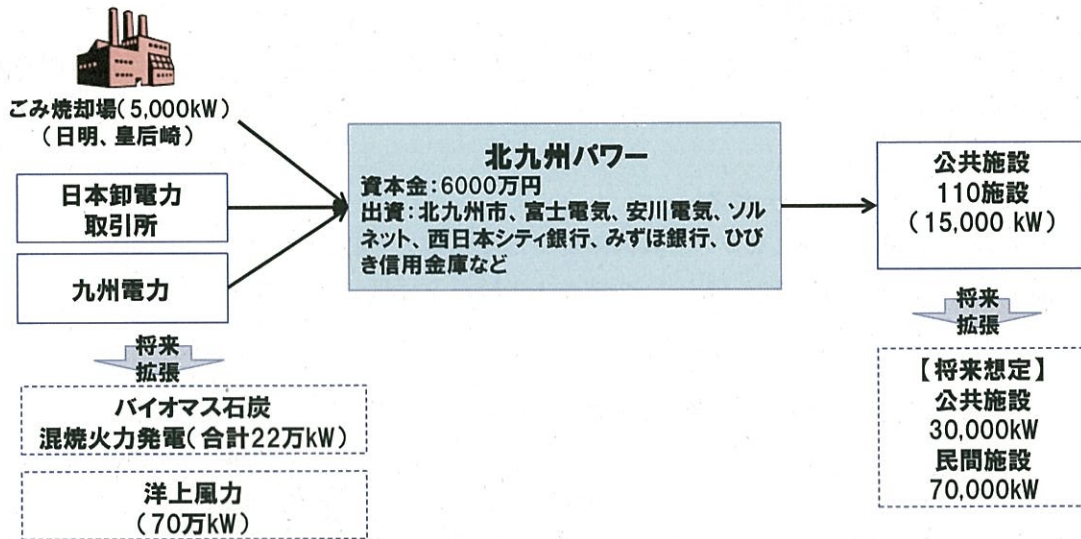 ごみ焼却場(5,000kW)
(日明、皇后崎)
日本卸電力
取引所
九州電力
将来
拡張
バイオマス石炭
混焼火力発電(合計22万kW)
洋上風力
(70万kW)
北九州パワー
資本金:6000万円
出資:北九州市、富士電気、安川電気、ソル
ネット、西日本シティ銀行、みずほ銀行、ひび
き信用金庫など
公共施設
110施設
(15,000 kW)
将来
拡張
【将来想定】
公共施設
30,000kW
民間施設
70,000kW